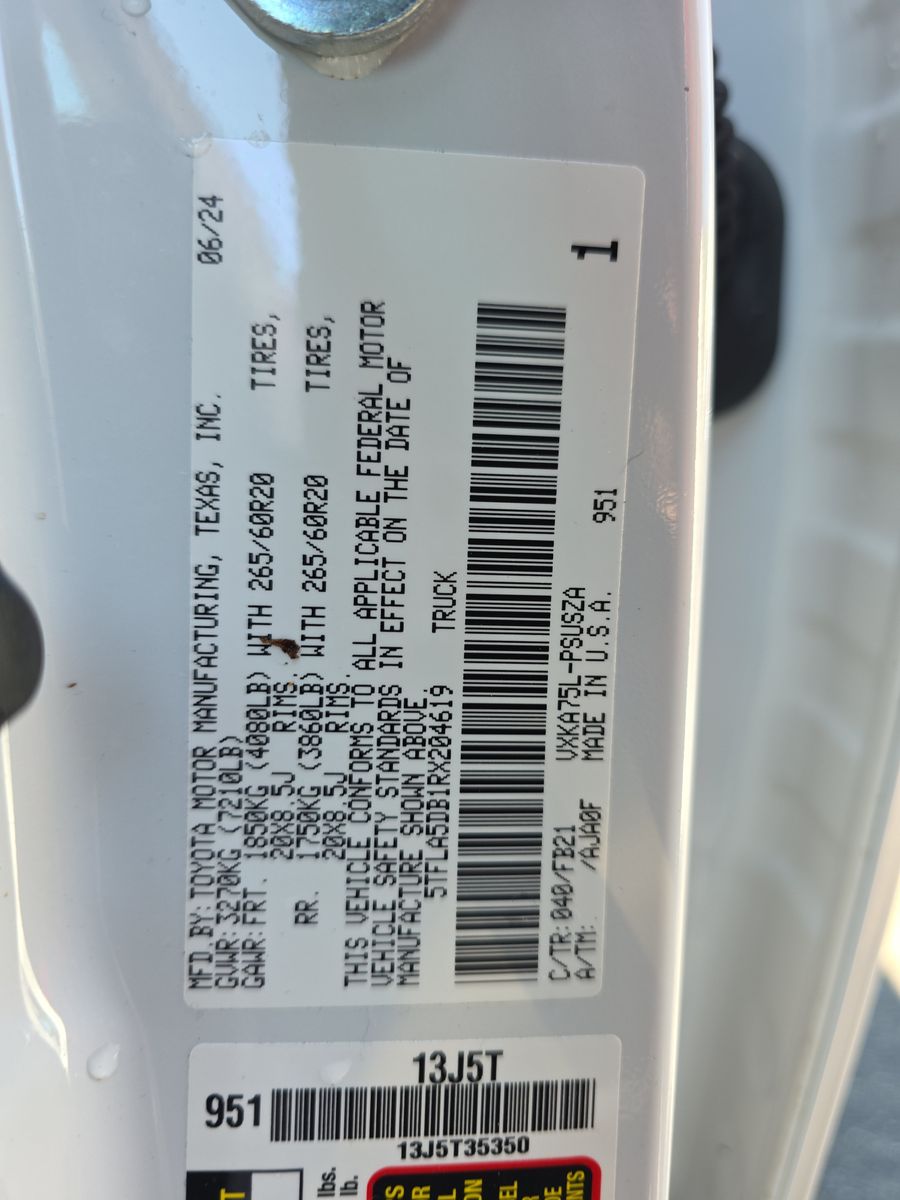 MFD.BY:TOYOTA MOTOR MANUFACTURING, TEXAS, INC. 06/24
GVWR:3270KG (7210LB)
GAWR:FRT. 1850KG (4080LB) WITH 265/60R20 TIRES,
20X8.5J RIMS,
RR. 1750KG (3860LB) WITH 265/60R20 TIRES,
20X8.5J RIMS.
THIS VEHICLE CONFORMS TO ALL APPLICABLE FEDERAL MOTOR
VEHICLE SAFETY STANDARDS IN EFFECT ON THE DATE OF
MANUFACTURE SHOWN ABOVE.
5TFLA5DB1RX204619 TRUCK
C/TR:040/FB21 VXKA75L-PSUSZA 1
A/TM: /AJA0F MADE IN U.S.A. 951
13J5T
951
13J5T35350
lbs.
lb.